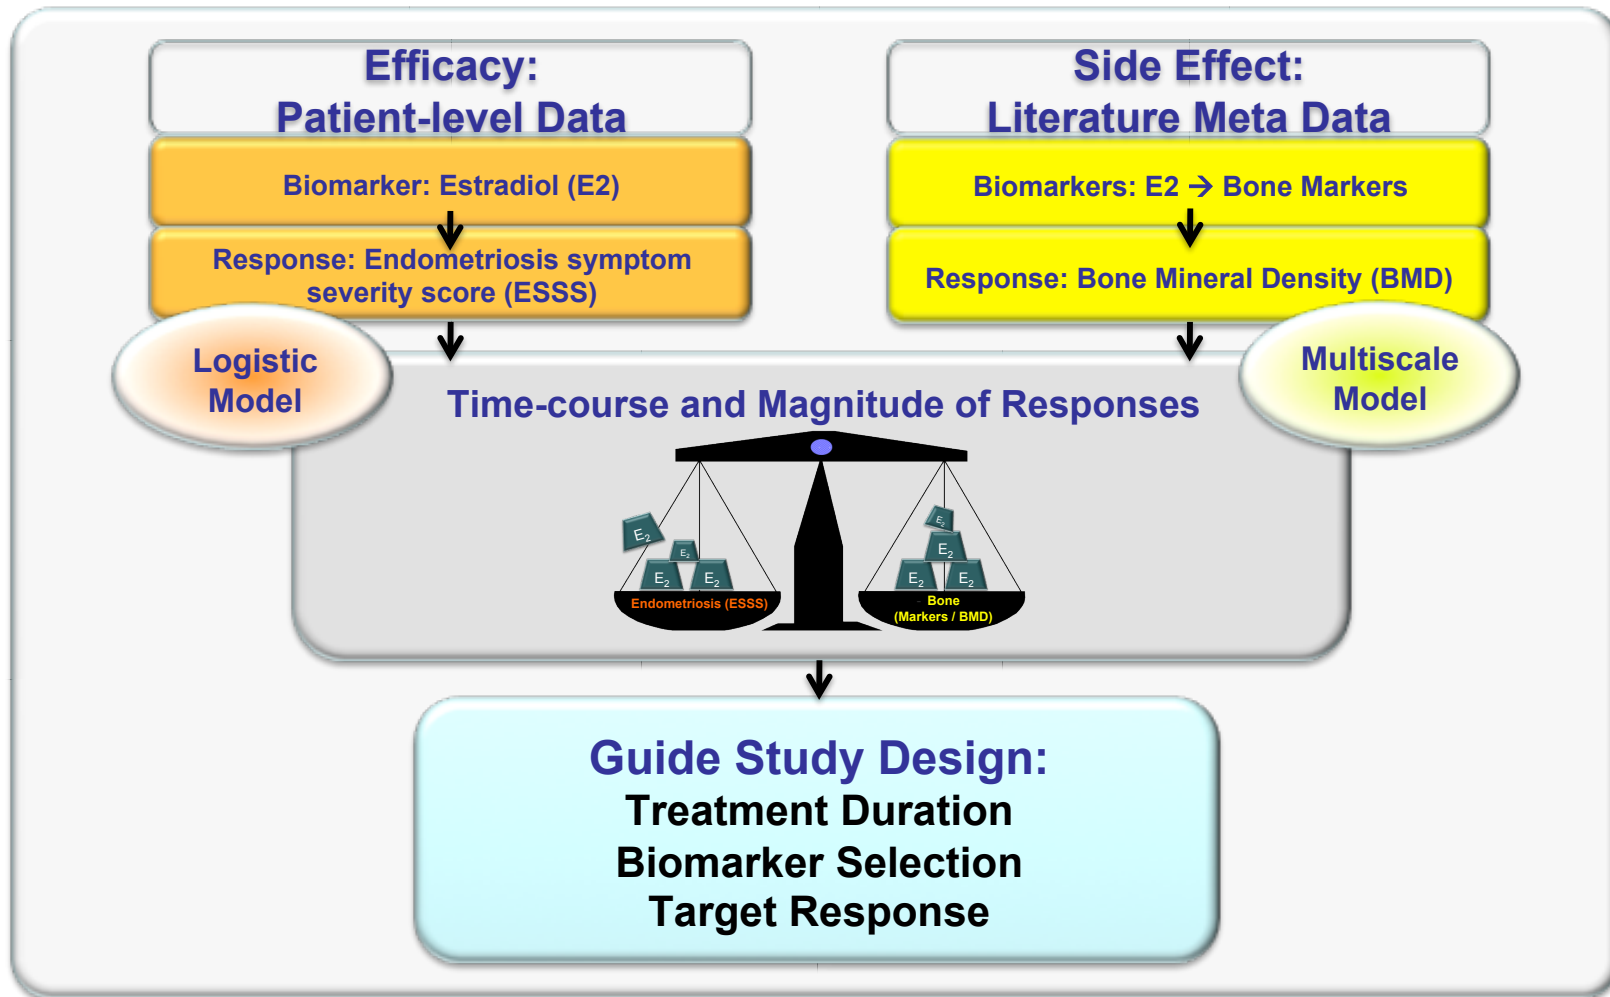 Efficacy:
Patient-level Data
Biomarker: Estradiol (E2)
Response: Endometriosis symptom
severity score (ESSS)
Logistic
Model
Side Effect:
Literature Meta Data
Biomarkers: E2 → Bone Markers
Response: Bone Mineral Density (BMD)
Multiscale
Model
Time-course and Magnitude of Responses
E₂
E₂
E₂ E₂
Endometriosis (ESSS)
E₂
E₂
E₂ E₂
Bone
(Markers / BMD)
Guide Study Design:
Treatment Duration
Biomarker Selection
Target Response